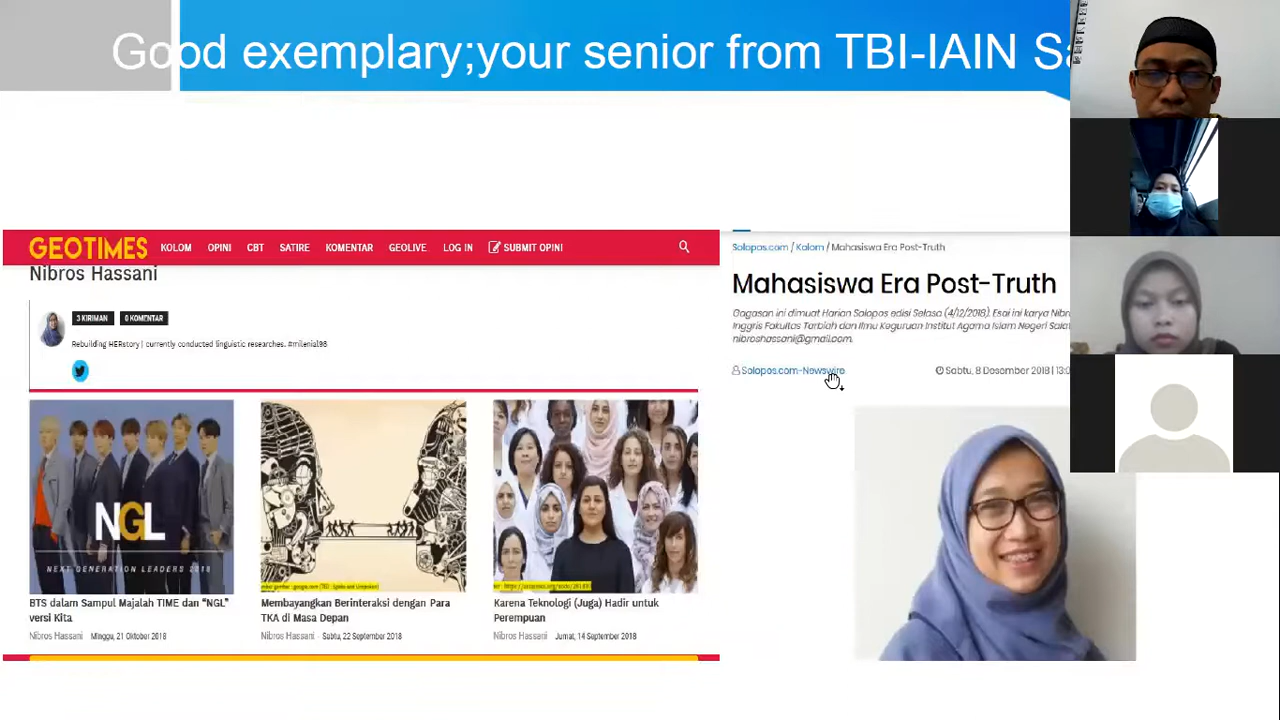 Good exemplary;your senior from TBI-IAIN Sa
GEOTIMES
KOLOM OPINI CBT SATIRE KOMENTAR GEOLIVE LOG IN SUBMIT OPINI
Nibros Hassani
3 KIRIMAN 0 KOMENTAR
Rebuilding HERstory | currently conducted linguistic researches. #milenial98
NGL
NEXT GENERATION LEADERS 2018
BTS dalam Sampul Majalah TIME dan “NGL”
versi Kita
Nibros Hassani Minggu, 21 Oktober 2018
Membayangkan Berinteraksi dengan Para
TKA di Masa Depan
Nibros Hassani - Sabtu, 22 September 2018
Karena Teknologi (Juga) Hadir untuk
Perempuan
Nibros Hassani Jumat, 14 September 2018
Solopos.com / Kolom / Mahasiswa Era Post-Truth
Mahasiswa Era Post-Truth
Gagasan ini dimuat Harian Solopos edisi Selasa (4/12/2018). Esai ini karya Nibr
Inggris Fakultas Tarbiah dan Ilmu Keguruan Institut Agama Islam Negeri Salat
nibroshassani@gmail.com.
Solopos.com-Newswire
Sabtu, 8 Desember 2018 | 13:0